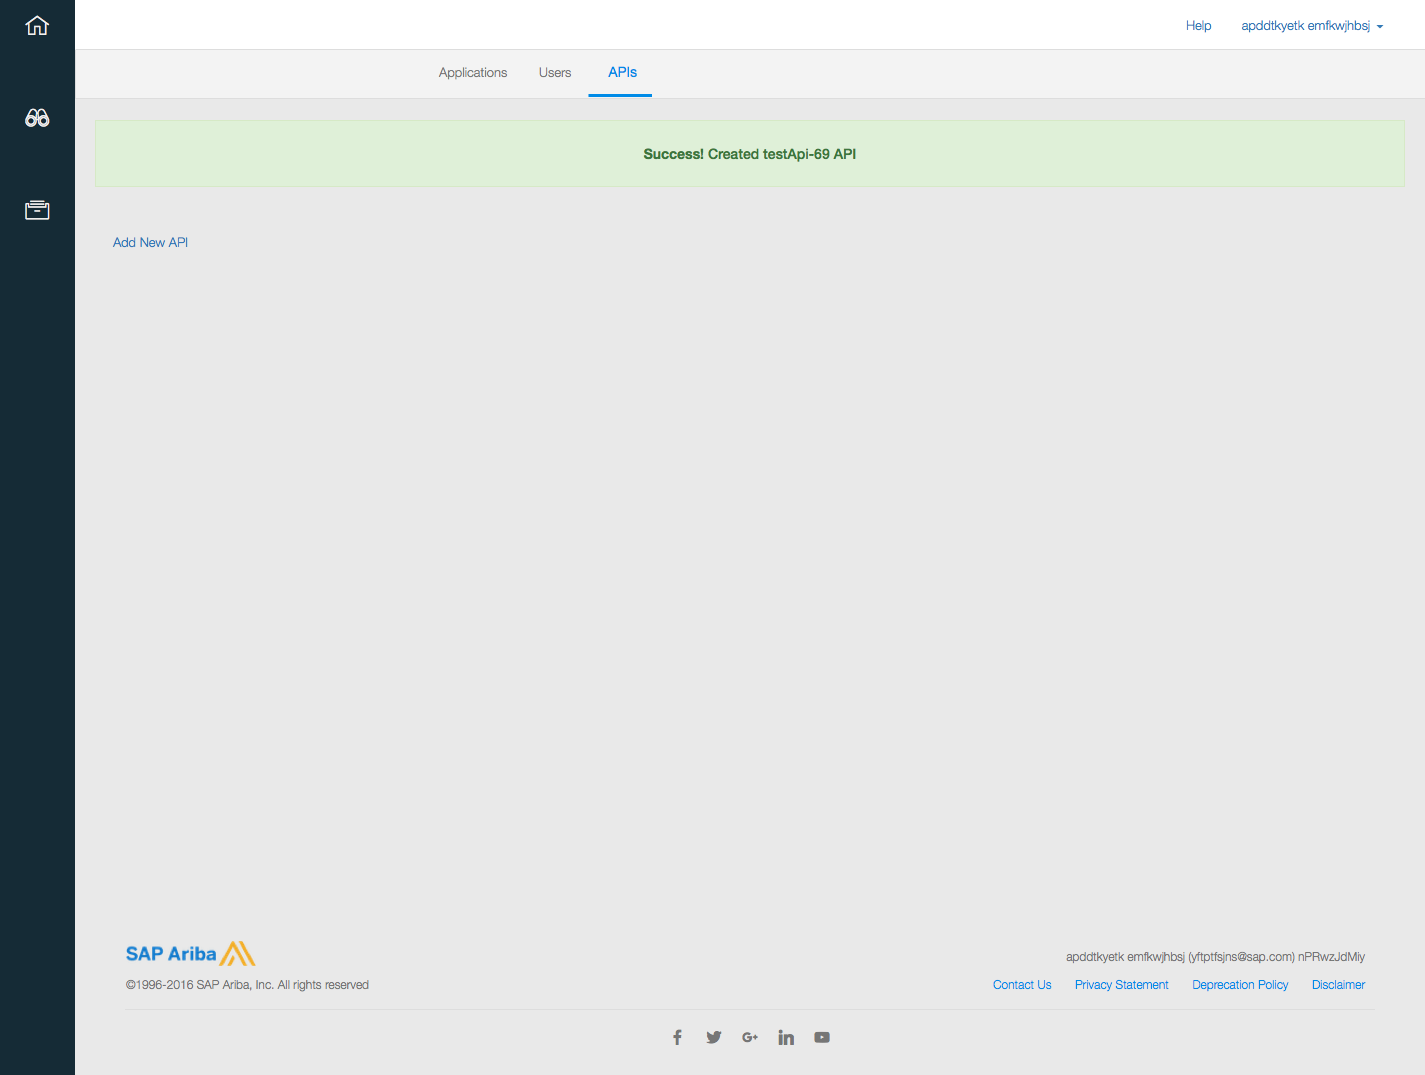 Help apddtkyetk emfkwjhbsj
Applications Users APIs
Success! Created testApi-69 API
Add New API
SAP Ariba
apddtkyetk emfkwjhbsj (yftptfsjns@sap.com) nPRwzJdMiy
©1996-2016 SAP Ariba, Inc. All rights reserved
Contact Us Privacy Statement Deprecation Policy Disclaimer